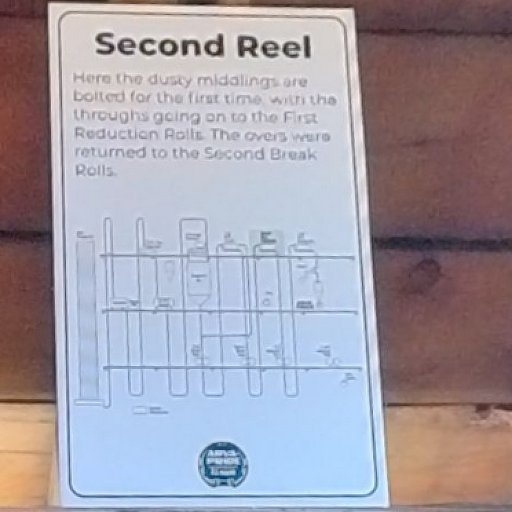 Second Reel
Here the dusty middlings are
bolted for the first time, with the
throughs going on to the First
Reduction Rolls. The overs were
returned to the Second Break
Rolls.